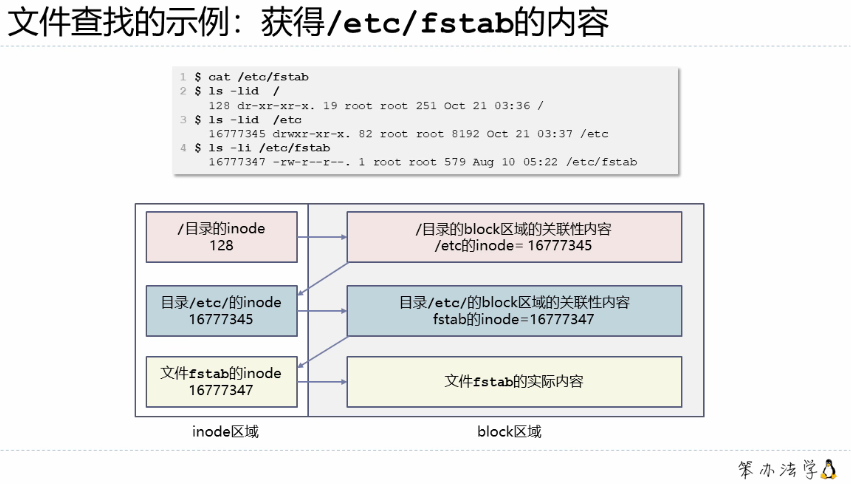 文件查找的示例：获得/etc/fstab的内容
1 $ cat /etc/fstab
2 $ ls -lid  /
128 dr-xr-xr-x. 19 root root 251 Oct 21 03:36 /
3 $ ls -lid  /etc
16777345 drwxr-xr-x. 82 root root 8192 Oct 21 03:37 /etc
4 $ ls -li /etc/fstab
16777347 -rw-r--r--. 1 root root 579 Aug 10 05:22 /etc/fstab
/目录的inode
128
/目录的block区域的关联性内容
/etc的inode= 16777345
目录/etc/的inode
16777345
目录/etc/的block区域的关联性内容
fstab的inode=16777347
文件fstab的inode
16777347
文件fstab的实际内容
inode区域
block区域
笨办法学